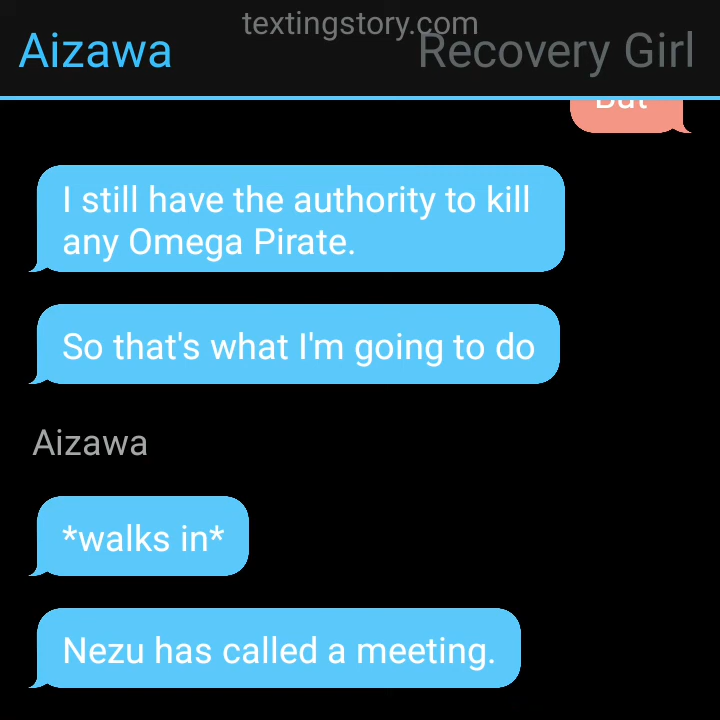 textingstory.com
Aizawa
Recovery Girl
But
I still have the authority to kill
any Omega Pirate.
So that's what I'm going to do
Aizawa
*walks in*
Nezu has called a meeting.